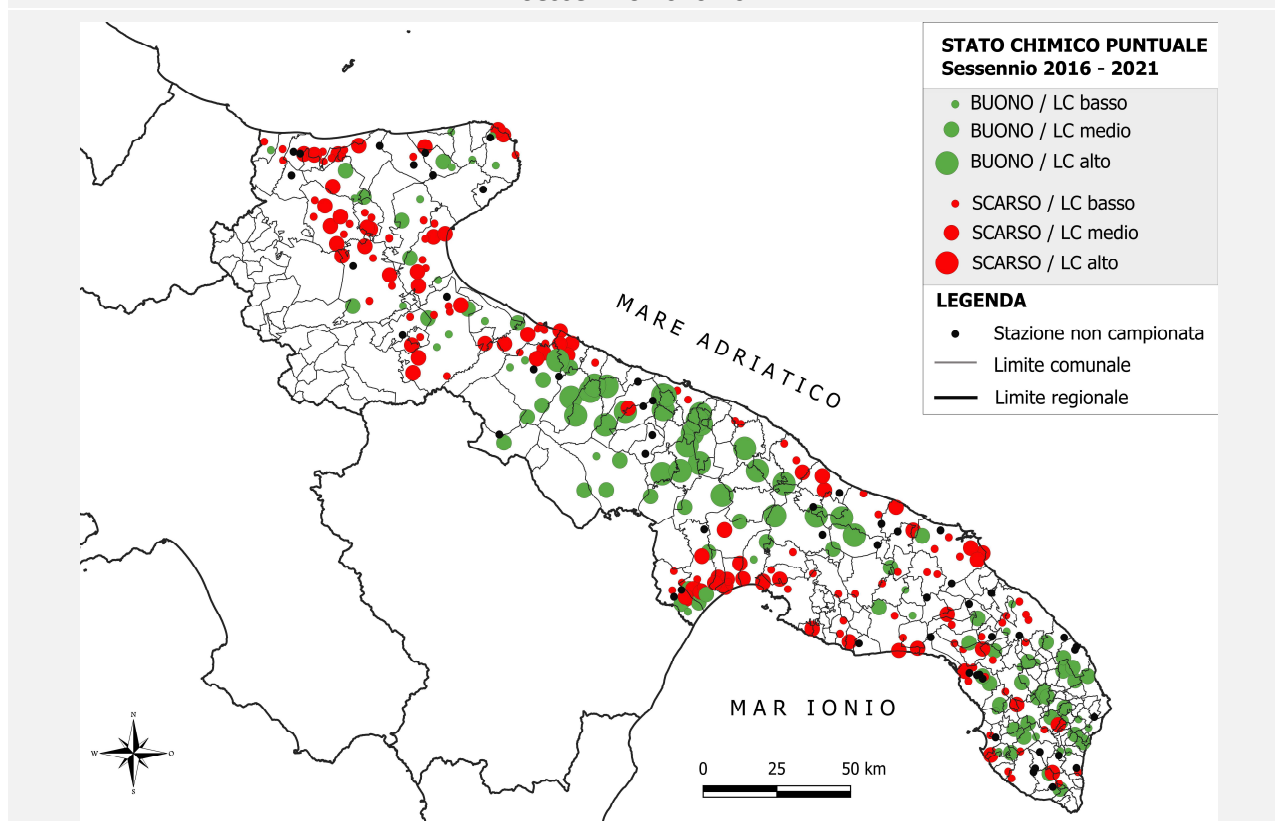 STATO CHIMICO PUNTUALE
Sessennio 2016 - 2021
BUONO / LC basso
BUONO / LC medio
BUONO / LC alto
SCARSO / LC basso
SCARSO / LC medio
SCARSO / LC alto
LEGENDA
Stazione non campionata
Limite comunale
Limite regionale
MARE ADRIATICO
MAR IONIO
N
W O
S
0 25 50 km